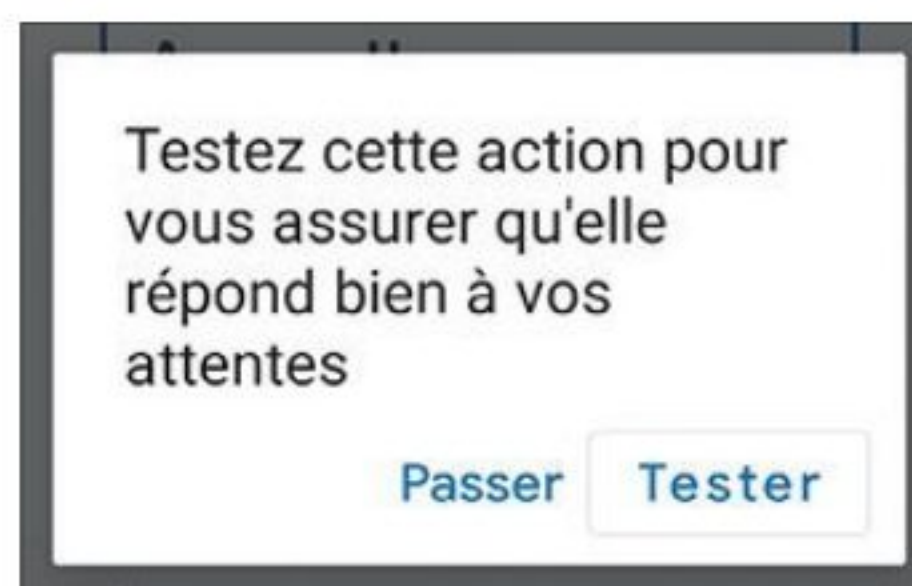 Testez cette action pour
vous assurer qu'elle
répond bien à vos
attentes
Passer Tester